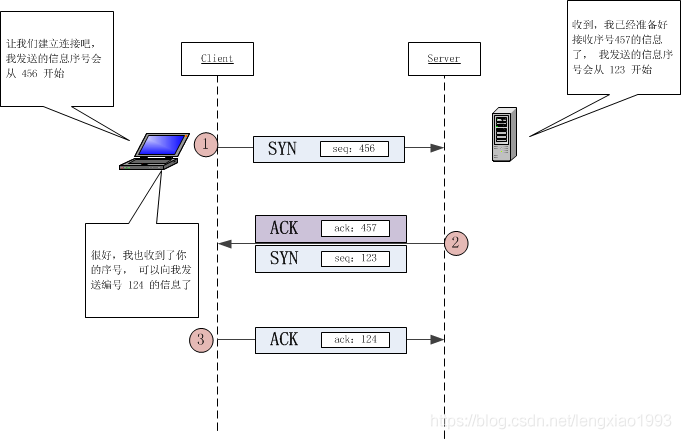 让我们建立连接吧，
我发送的信息序号会
从 456 开始
Client
Server
收到，我已经准备好
接收序号457的信息
了， 我发送的信息序
号会从 123 开始
1
SYN
seq: 456
ACK
ack: 457
2
SYN
seq: 123
很好，我也收到了你
的序号， 可以向我发
送编号 124 的信息了
3
ACK
ack: 124
https://blog.csdn.net/lengxiao1993